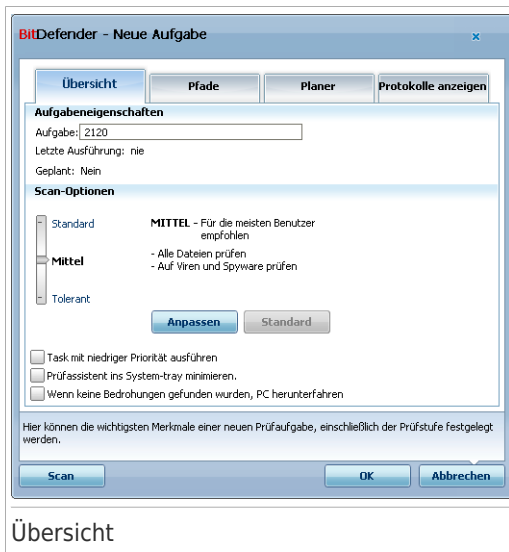 BitDefender - Neue Aufgabe
Übersicht
Pfade
Planer
Protokolle anzeigen
Aufgabeneigenschaften
Aufgabe: 2120
Letzte Ausführung: nie
Geplant: Nein
Scan-Optionen
Standard
MITTEL - Für die meisten Benutzer
empfohlen
Mittel
- Alle Dateien prüfen
- Auf Viren und Spyware prüfen
Tolerant
Anpassen
Standard
Task mit niedriger Priorität ausführen
Prüfassistent ins System-tray minimieren.
Wenn keine Bedrohungen gefunden wurden, PC herunterfahren
Hier können die wichtigsten Merkmale einer neuen Prüfaufgabe, einschließlich der Prüfstufe festgelegt
werden.
Scan
OK
Abbrechen
Übersicht